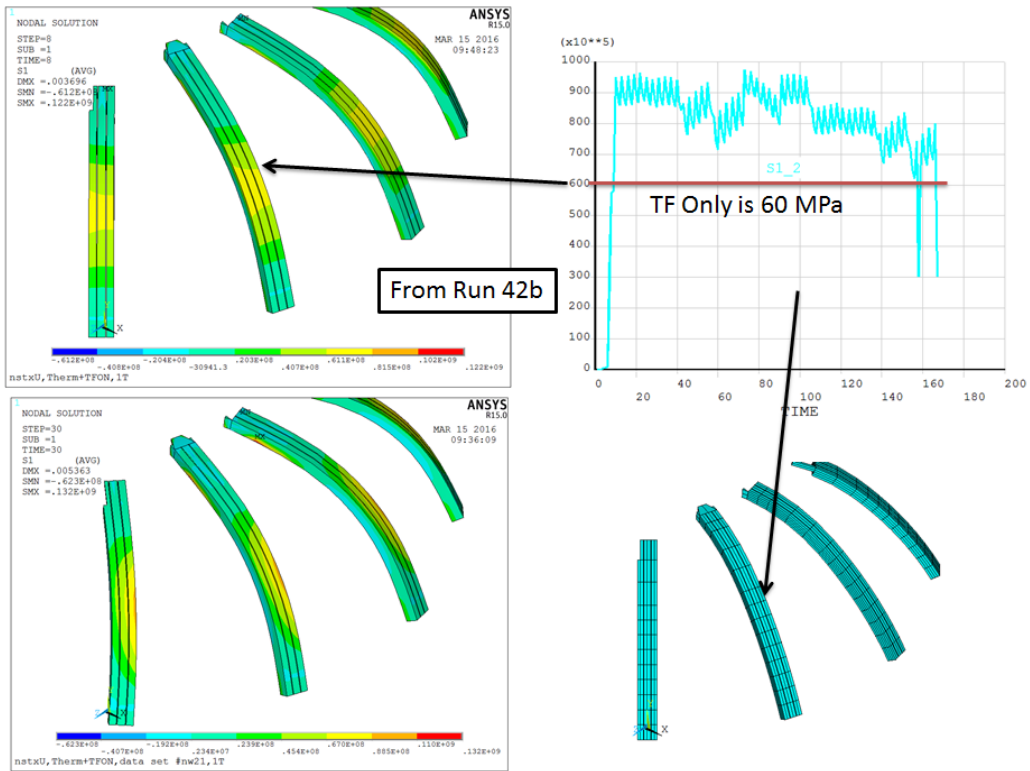 1
NODAL SOLUTION
STEP=8
SUB =1
TIME=8
S1 (AVG)
DMX =.003696
SMN =-.612E+08
SMX =.122E+09
ANSYS
R15.0
MAR 15 2016
09:48:23
MX
MX
Z X
-.612E+08 -.204E+08 .203E+08 .611E+08 .102E+09
-.408E+08 -30941.3 .407E+08 .815E+08 .122E+09
nstxU,Therm+TFON,1T
From Run 42b
(x10**5)
1000
900
800
700
600
500
400
300
200
100
0
S1_2
TF Only is 60 MPa
0 20 40 60 80 100 120 140 160 180 200
TIME
1
NODAL SOLUTION
STEP=30
SUB =1
TIME=30
S1 (AVG)
DMX =.005363
SMN =-.623E+08
SMX =.132E+09
ANSYS
R15.0
MAR 15 2016
09:36:09
MX
Z X
-.623E+08 -.192E+08 .239E+08 .670E+08 .110E+09
-.407E+08 .234E+07 .454E+08 .885E+08 .132E+09
nstxU,Therm+TFON,data set #nw21,1T
Z X